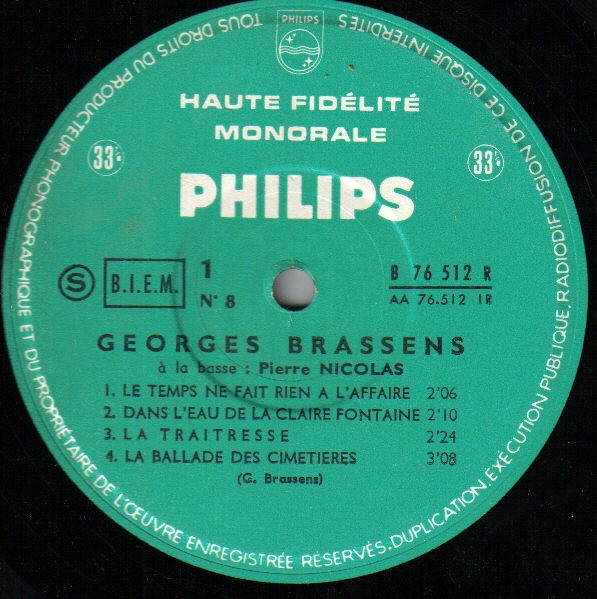 TOUS DROITS DU PRODUCTEUR PHONOGRAPHIQUE ET DU PROPRIÉTAIRE DE L'ŒUVRE ENREGISTRÉE RÉSERVÉS. DUPLICATION. EXÉCUTION PUBLIQUE. RADIODIFFUSION DE CE DISQUE INTERDITES
PHILIPS
HAUTE FIDÉLITÉ
MONORALE
33⅓ 33⅓
PHILIPS
S B.I.E.M. 1 B 76 512 R
N° 8 AA 76.512 1R
GEORGES BRASSENS
à la basse : Pierre NICOLAS
1. LE TEMPS NE FAIT RIEN A L'AFFAIRE 2'06
2. DANS L'EAU DE LA CLAIRE FONTAINE 2'10
3. LA TRAITRESSE 2'24
4. LA BALLADE DES CIMETIERES 3'08
(G. Brassens)